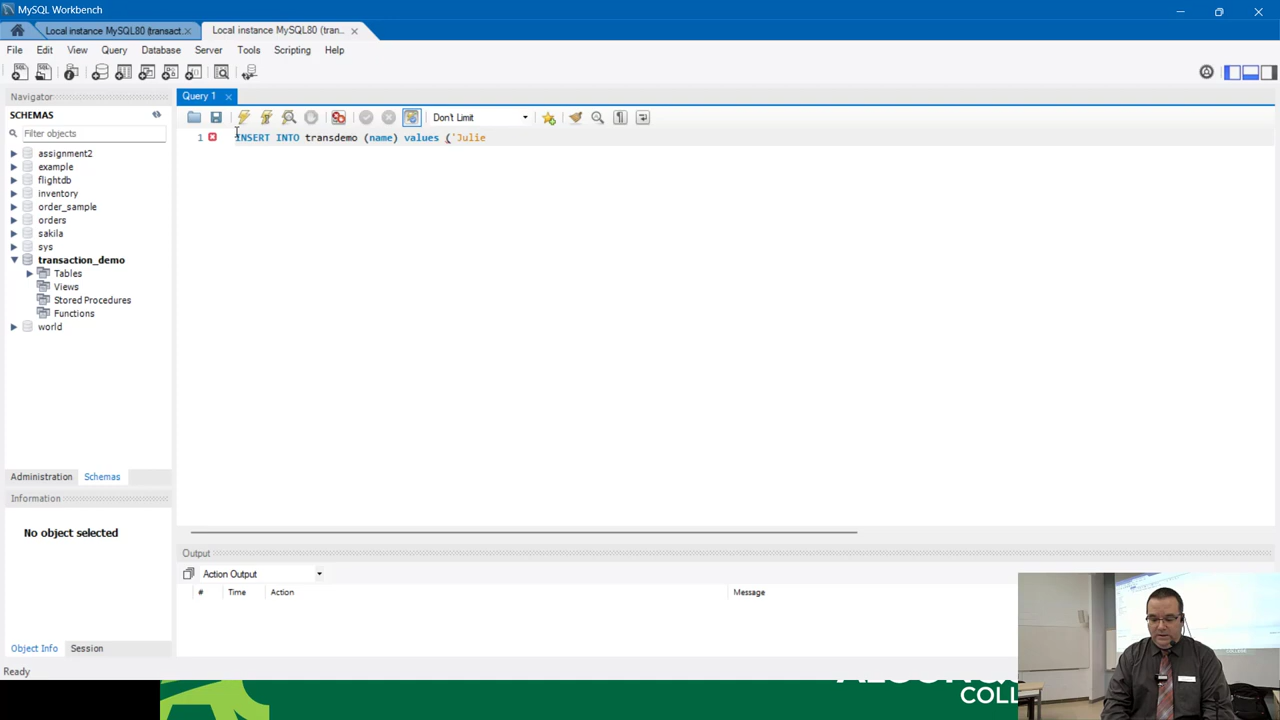 MySQL Workbench
Local instance MySQL80 (transact...
Local instance MySQL80 (tran...
File Edit View Query Database Server Tools Scripting Help
Navigator
Query 1
SCHEMAS
Filter objects
Don't Limit
1 INSERT INTO transdemo (name) values ('Julie
assignment2
example
flightdb
inventory
order_sample
orders
sakila
sys
transaction_demo
Tables
Views
Stored Procedures
Functions
world
Administration Schemas
Information
No object selected
Output
Action Output
# Time Action Message
Object Info Session
Ready
COLL